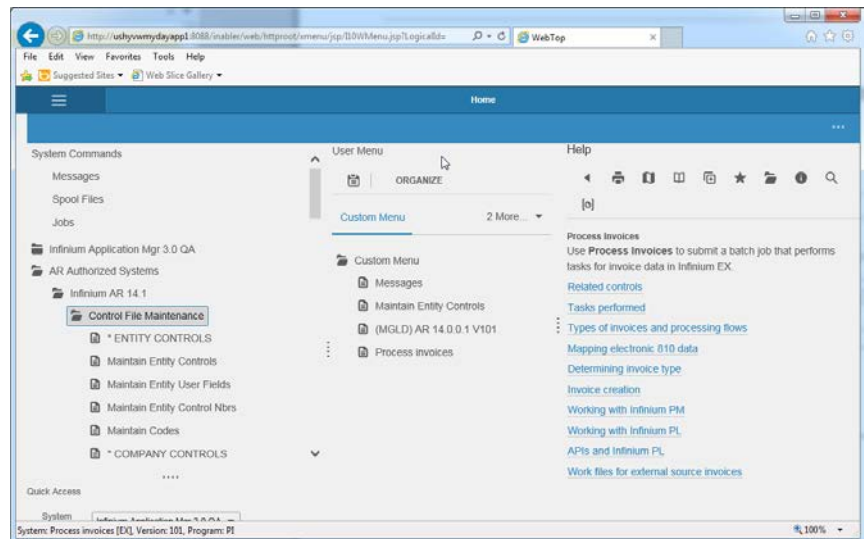 http://ushyvwmydayapp1:8088/inabler/web/httproot/xmenu/jcp/I10WMenu.jsp?LogicalId=
WebTop
File Edit View Favorites Tools Help
Suggested Sites Web Slice Gallery
Home
System Commands
Messages
Spool Files
Jobs
Infinium Application Mgr 3.0 QA
AR Authorized Systems
Infinium AR 14.1
Control File Maintenance
* ENTITY CONTROLS
Maintain Entity Controls
Maintain Entity User Fields
Maintain Entity Control Nbrs
Maintain Codes
* COMPANY CONTROLS
Quick Access
System
User Menu
ORGANIZE
Custom Menu 2 More...
Custom Menu
Messages
Maintain Entity Controls
(MGLD) AR 14.0.0.1 V101
Process invoices
Help
Process Invoices
Use Process Invoices to submit a batch job that performs
tasks for invoice data in Infinium EX.
Related controls
Tasks performed
Types of invoices and processing flows
Mapping electronic 810 data
Determining invoice type
Invoice creation
Working with Infinium PM
Working with Infinium PL
APIs and Infinium PL
Work files for external source invoices
System: Process invoices [EX], Version: 101, Program: PI
100%